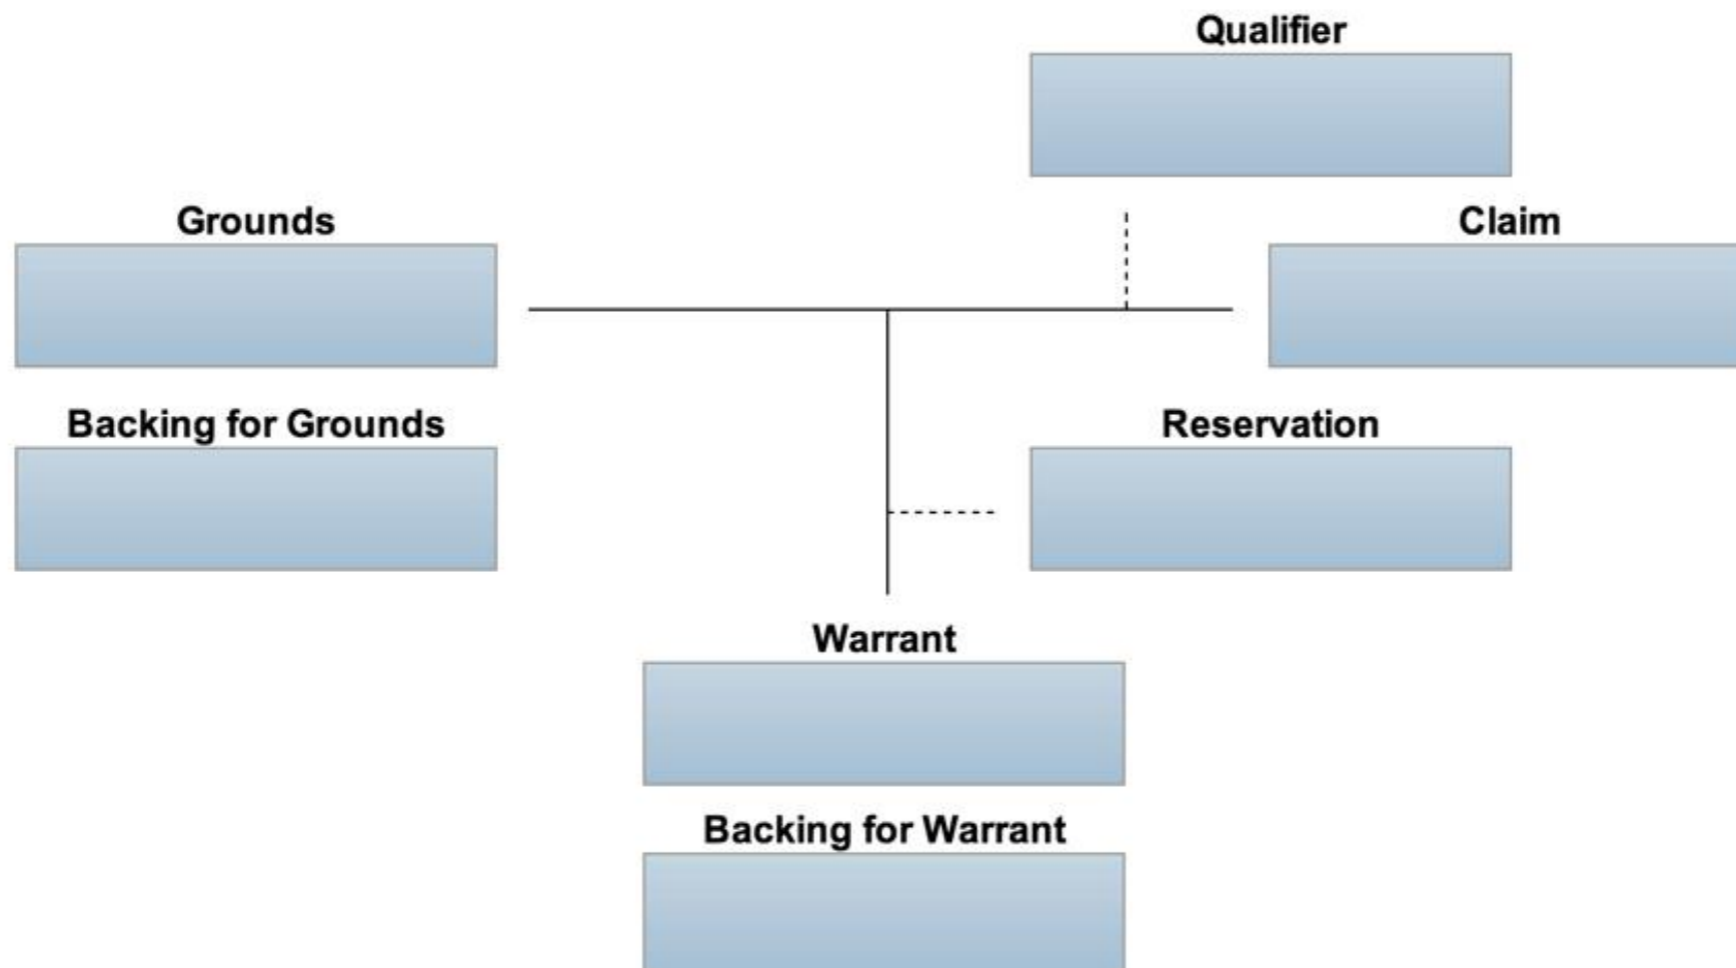 Qualifier
Grounds
Claim
Backing for Grounds
Reservation
Warrant
Backing for Warrant